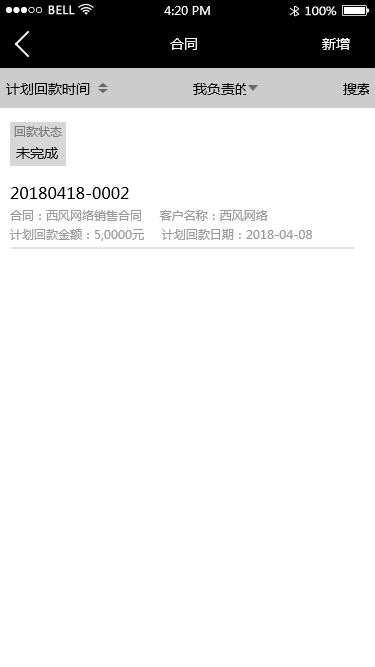 BELL 4:20 PM 100%
合同 新增
计划回款时间 我负责的 搜索
回款状态
未完成
20180418-0002
合同：西风网络销售合同 客户名称：西风网络
计划回款金额：5,0000元 计划回款日期：2018-04-08